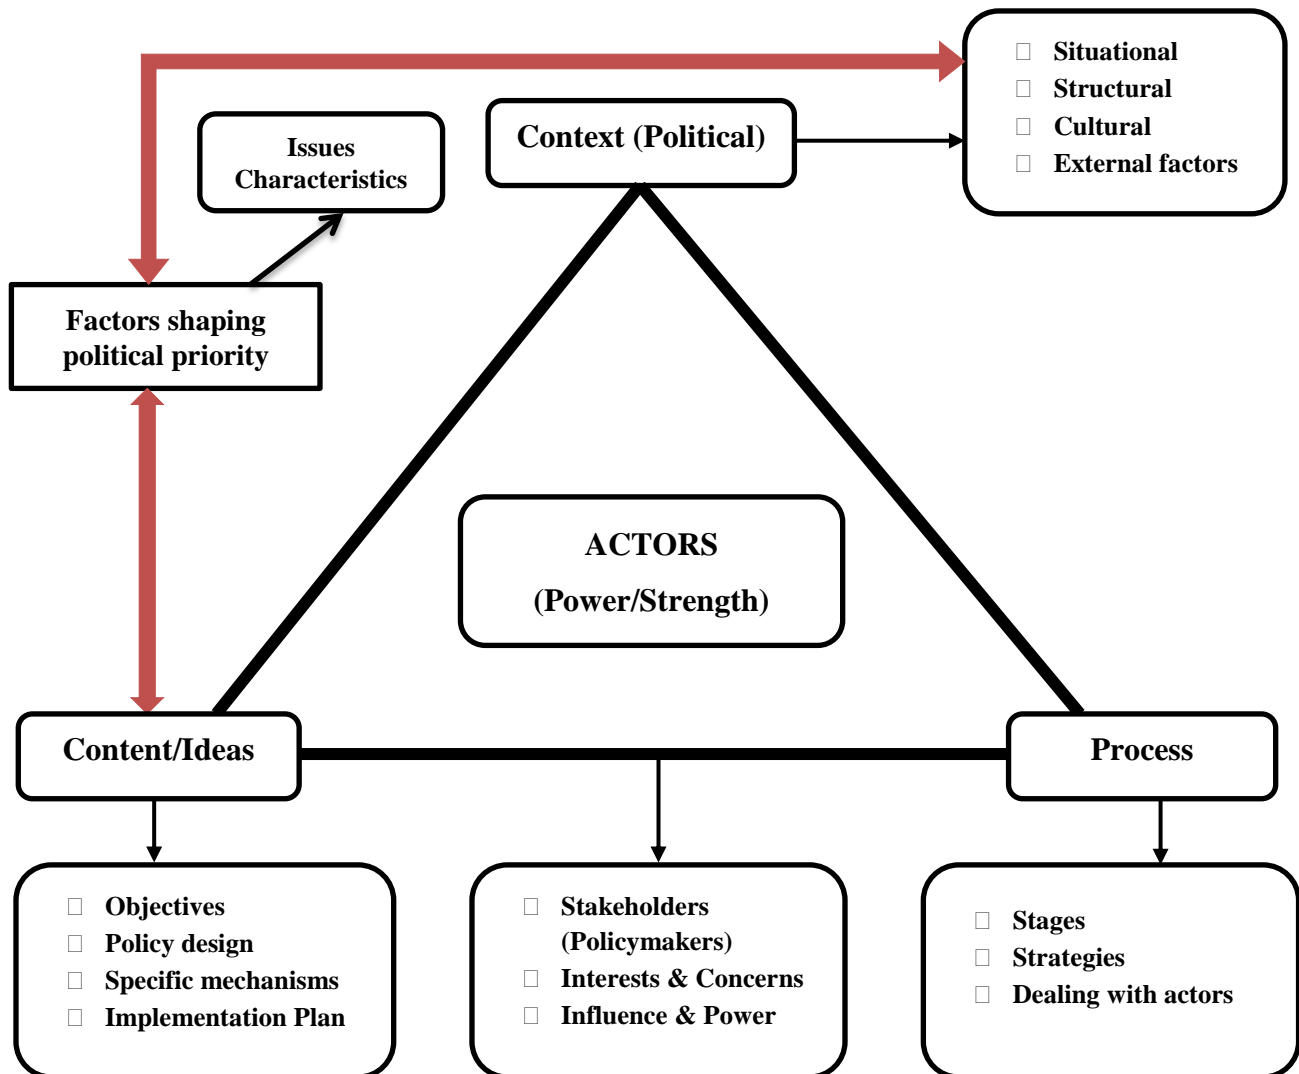 Situational
Structural
Cultural
External factors
Context (Political)
Issues
Characteristics
Factors shaping
political priority
ACTORS
(Power/Strength)
Content/Ideas
Process
Objectives
Policy design
Specific mechanisms
Implementation Plan
Stakeholders
(Policymakers)
Interests & Concerns
Influence & Power
Stages
Strategies
Dealing with actors